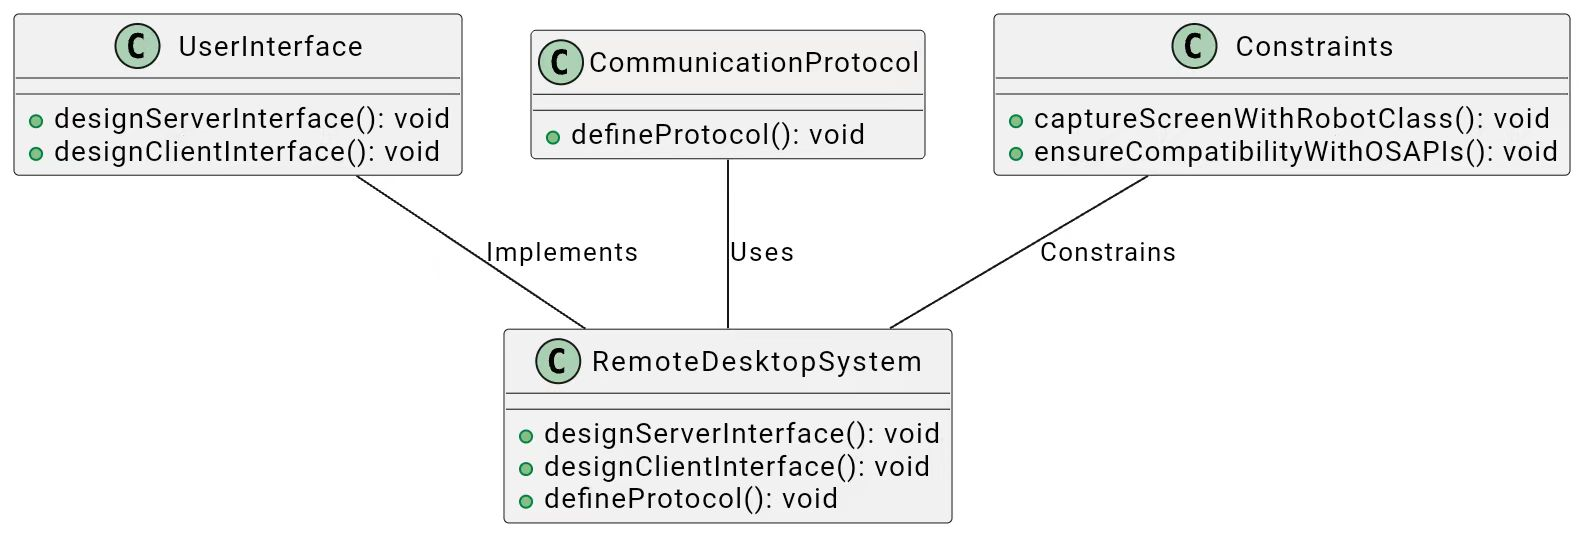 C UserInterface
designServerInterface(): void
designClientInterface(): void
C CommunicationProtocol
defineProtocol(): void
C Constraints
captureScreenWithRobotClass(): void
ensureCompatibilityWithOSAPIs(): void
Implements
Uses
Constrains
C RemoteDesktopSystem
designServerInterface(): void
designClientInterface(): void
defineProtocol(): void